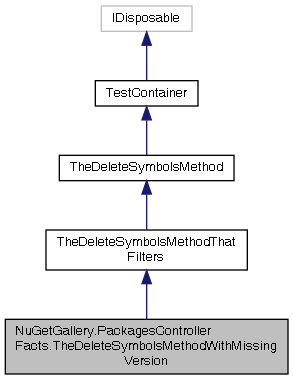 IDisposable
TestContainer
TheDeleteSymbolsMethod
TheDeleteSymbolsMethodThat
Filters
NuGetGallery.PackagesController
Facts.TheDeleteSymbolsMethodWithMissing
Version